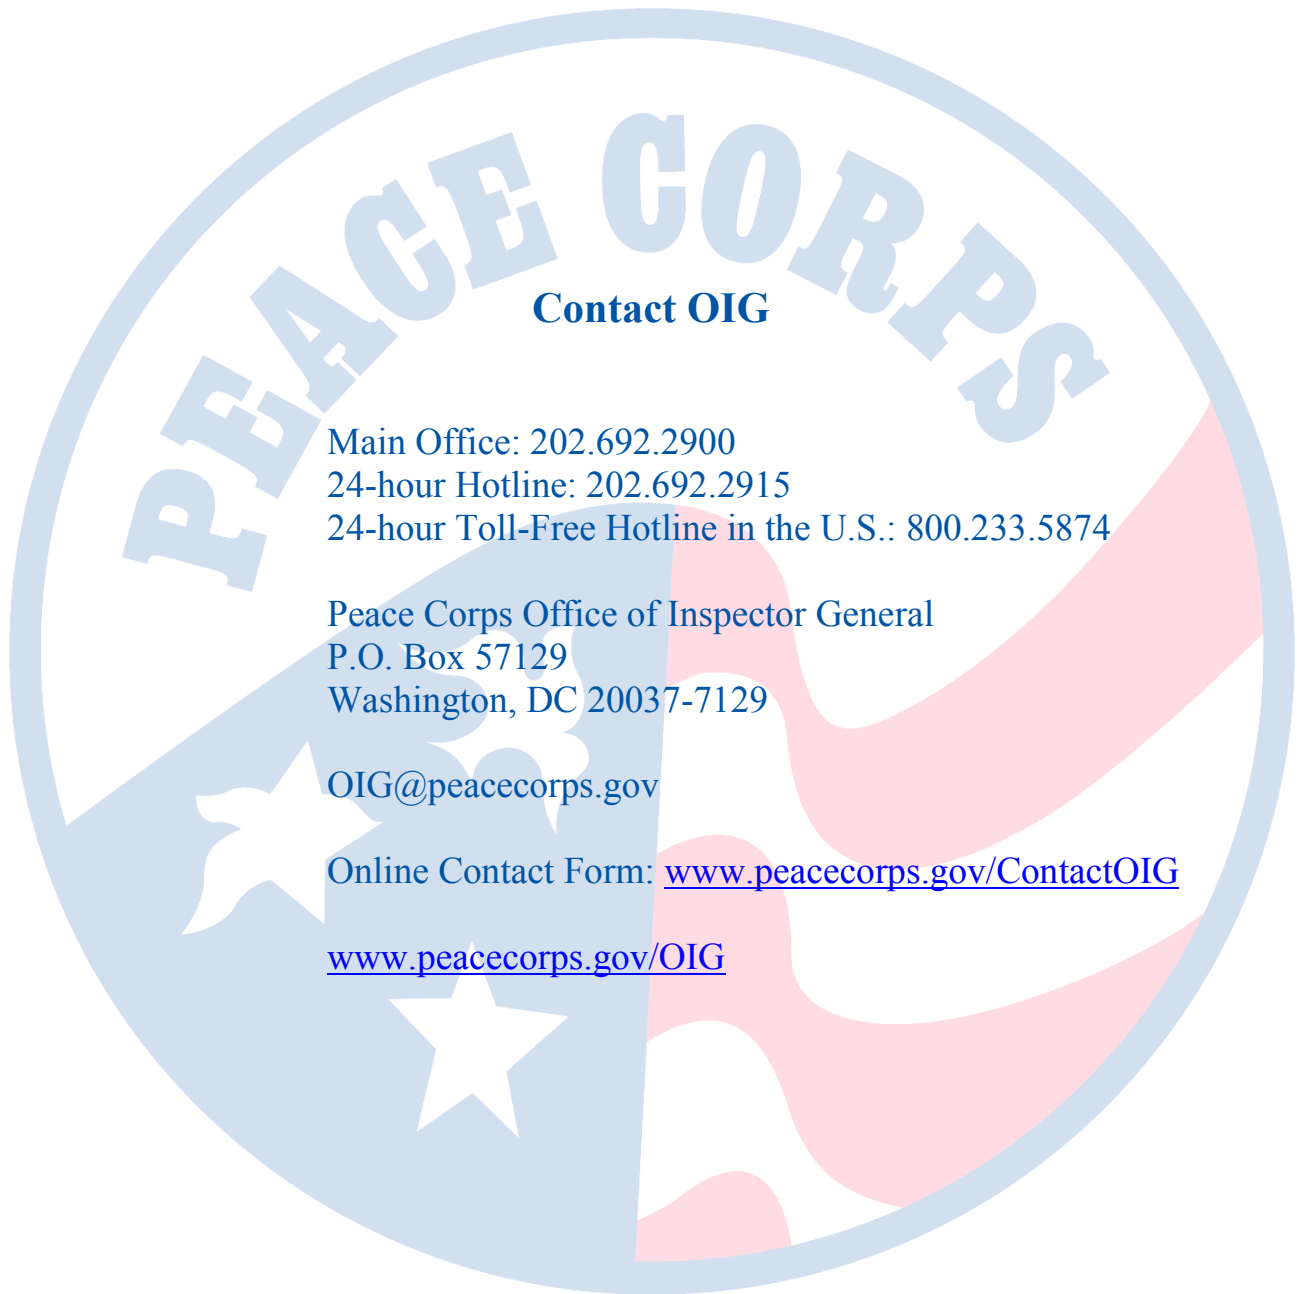 PEACE CORPS
Contact OIG
Main Office: 202.692.2900
24-hour Hotline: 202.692.2915
24-hour Toll-Free Hotline in the U.S.: 800.233.5874
Peace Corps Office of Inspector General
P.O. Box 57129
Washington, DC 20037-7129
OIG@peacecorps.gov
Online Contact Form: www.peacecorps.gov/ContactOIG
www.peacecorps.gov/OIG